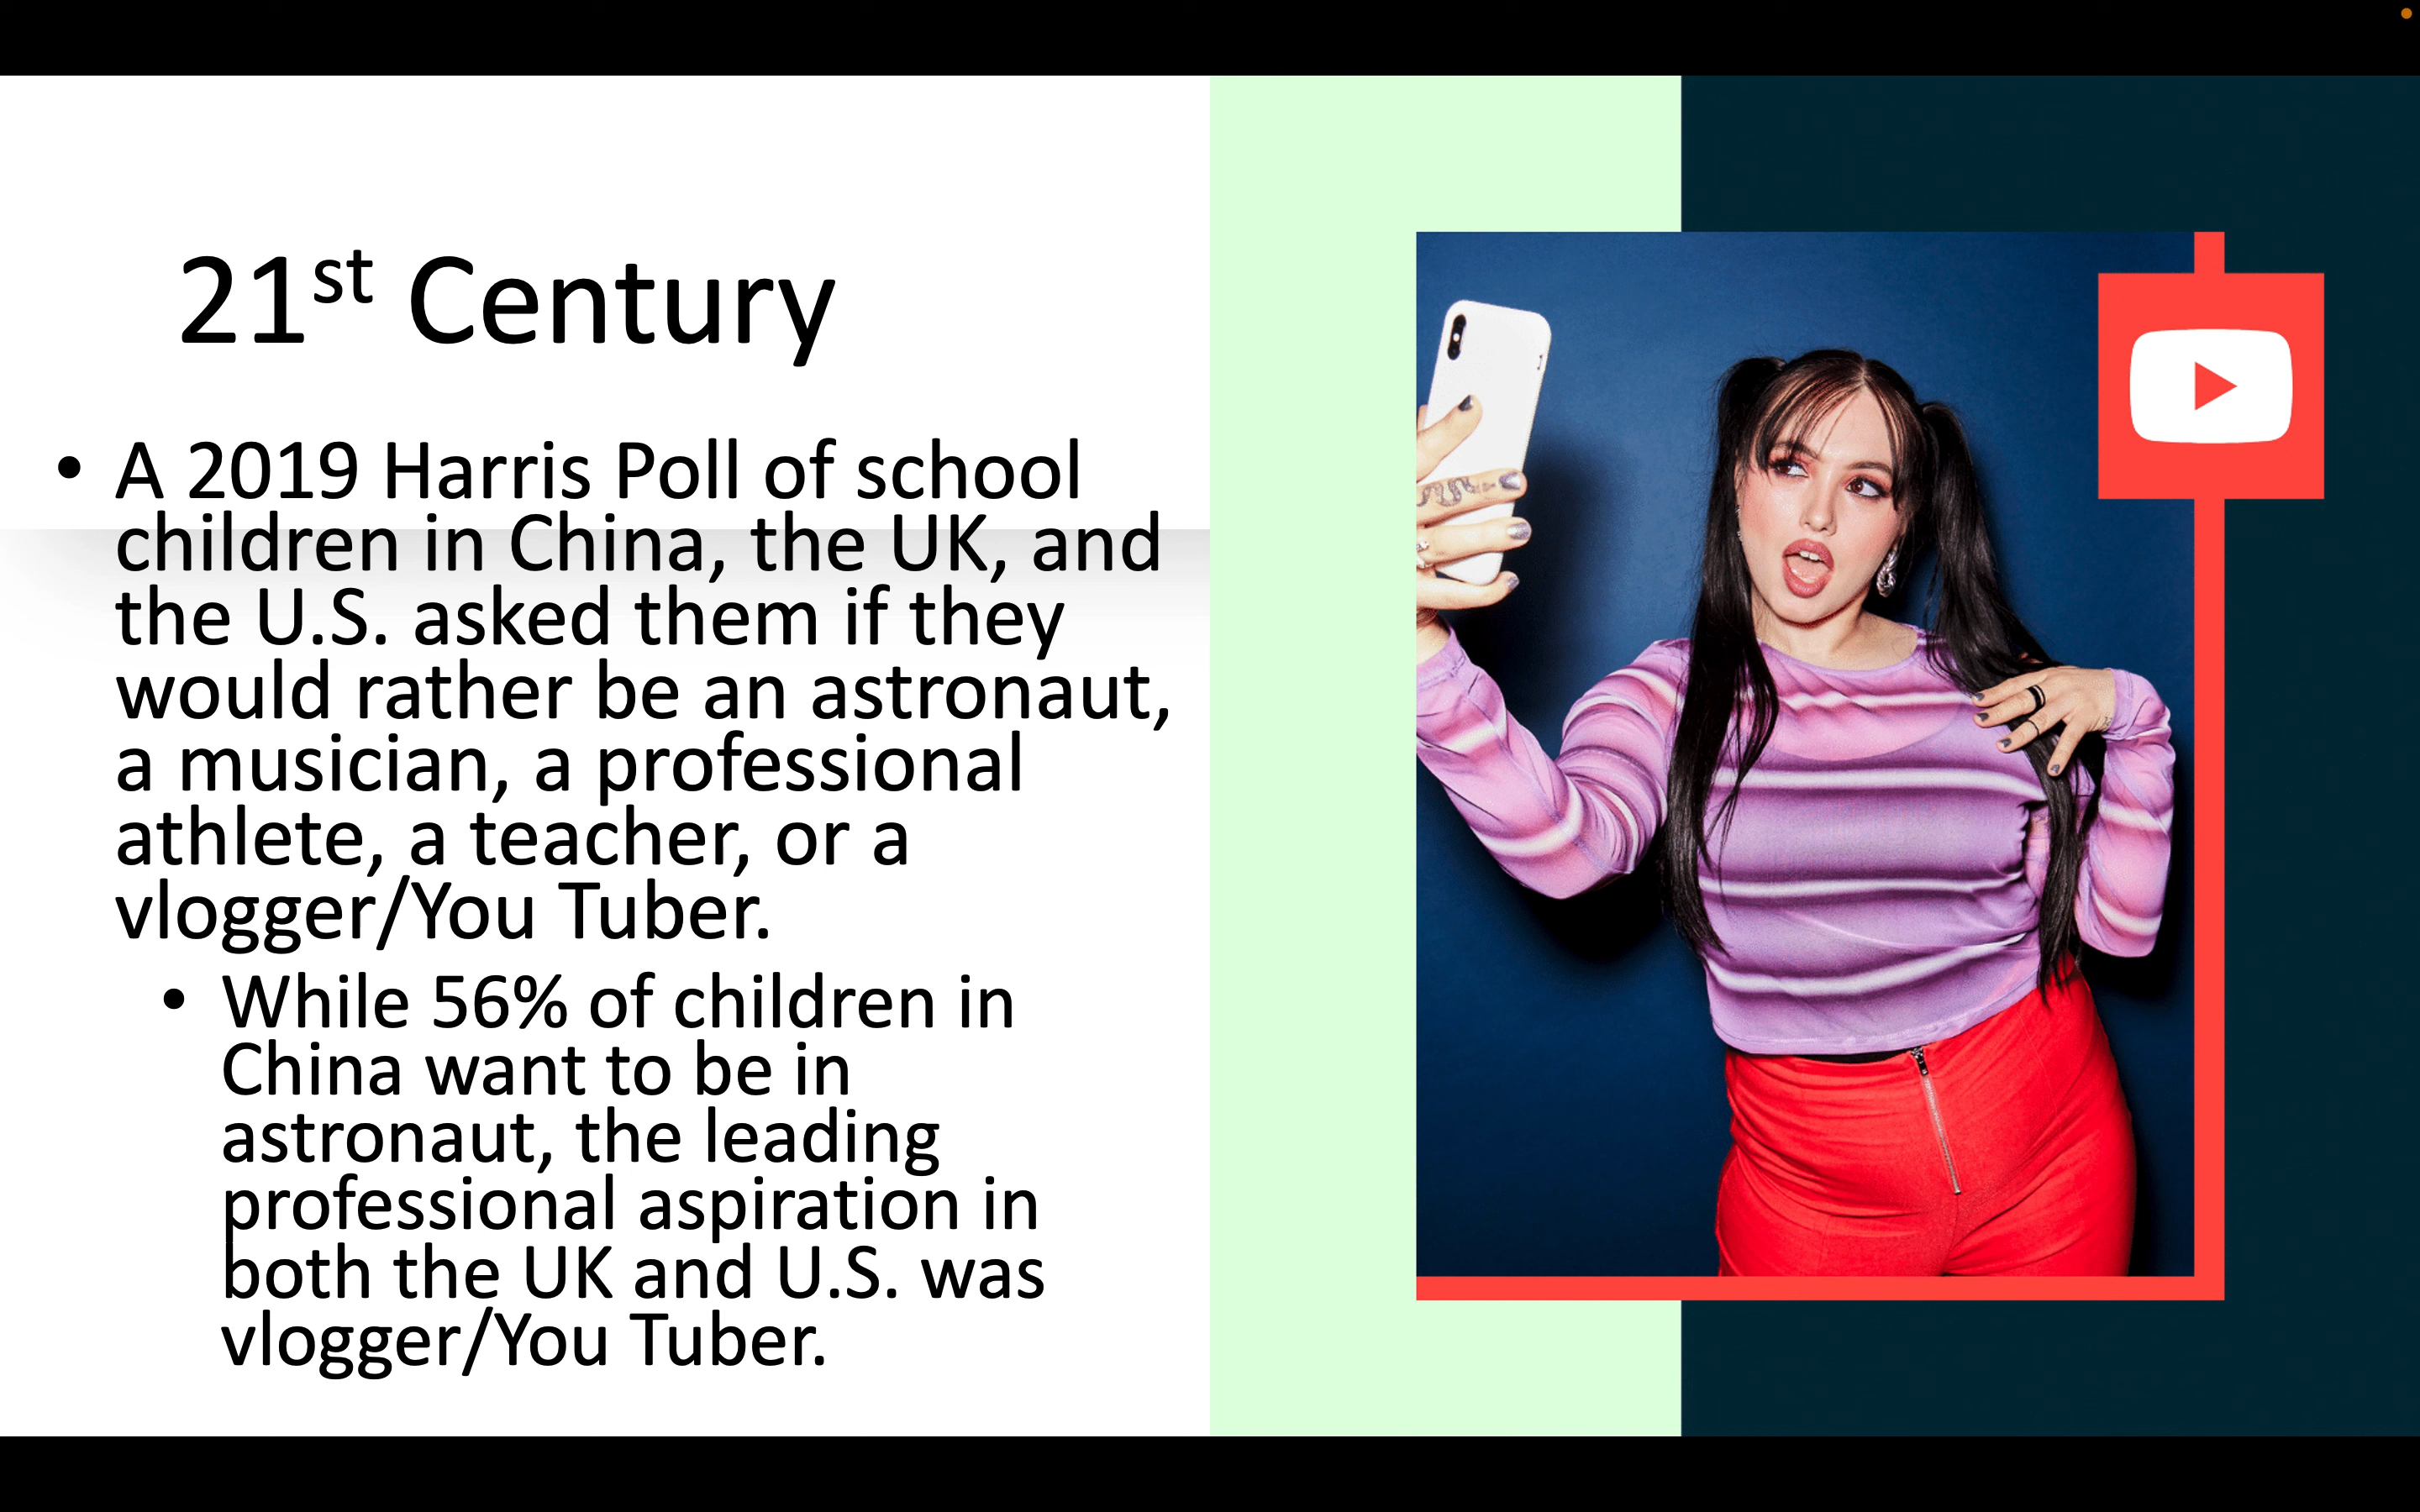 21st Century
• A 2019 Harris Poll of school
children in China, the UK, and
the U.S. asked them if they
would rather be an astronaut,
a musician, a professional
athlete, a teacher, or a
vlogger/You Tuber.
• While 56% of children in
China want to be in
astronaut, the leading
professional aspiration in
both the UK and U.S. was
vlogger/You Tuber.